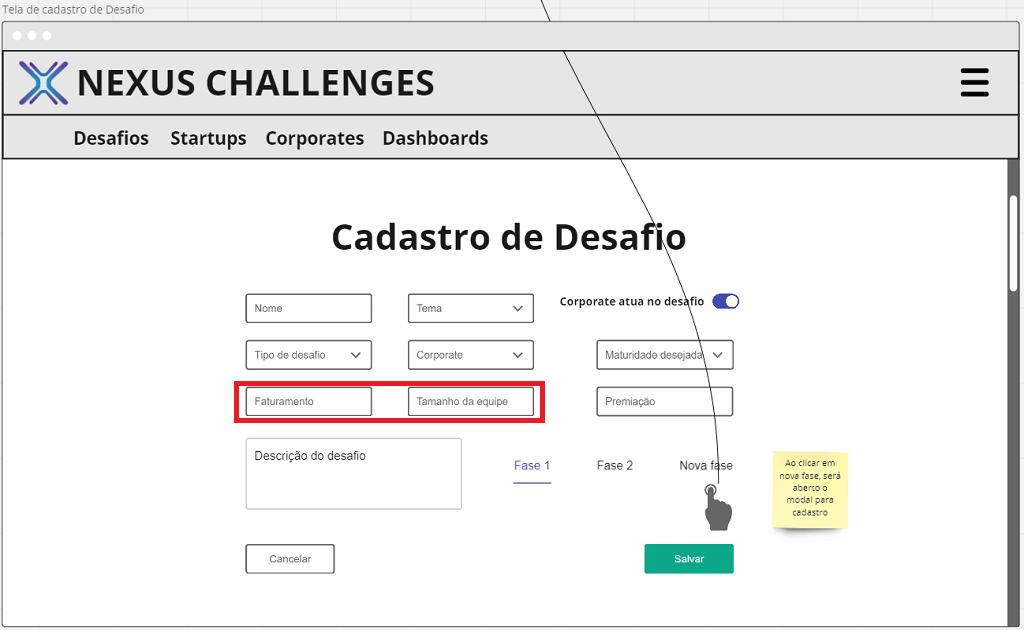 Tela de cadastro de Desafio
NEXUS CHALLENGES
Desafios Startups Corporates Dashboards
Cadastro de Desafio
Nome Tema Corporate atua no desafio
Tipo de desafio Corporate Maturidade desejada
Faturamento Tamanho da equipe Premiação
Descrição do desafio
Fase 1 Fase 2 Nova fase
Ao clicar em
nova fase, será
aberto o
modal para
cadastro
Cancelar Salvar